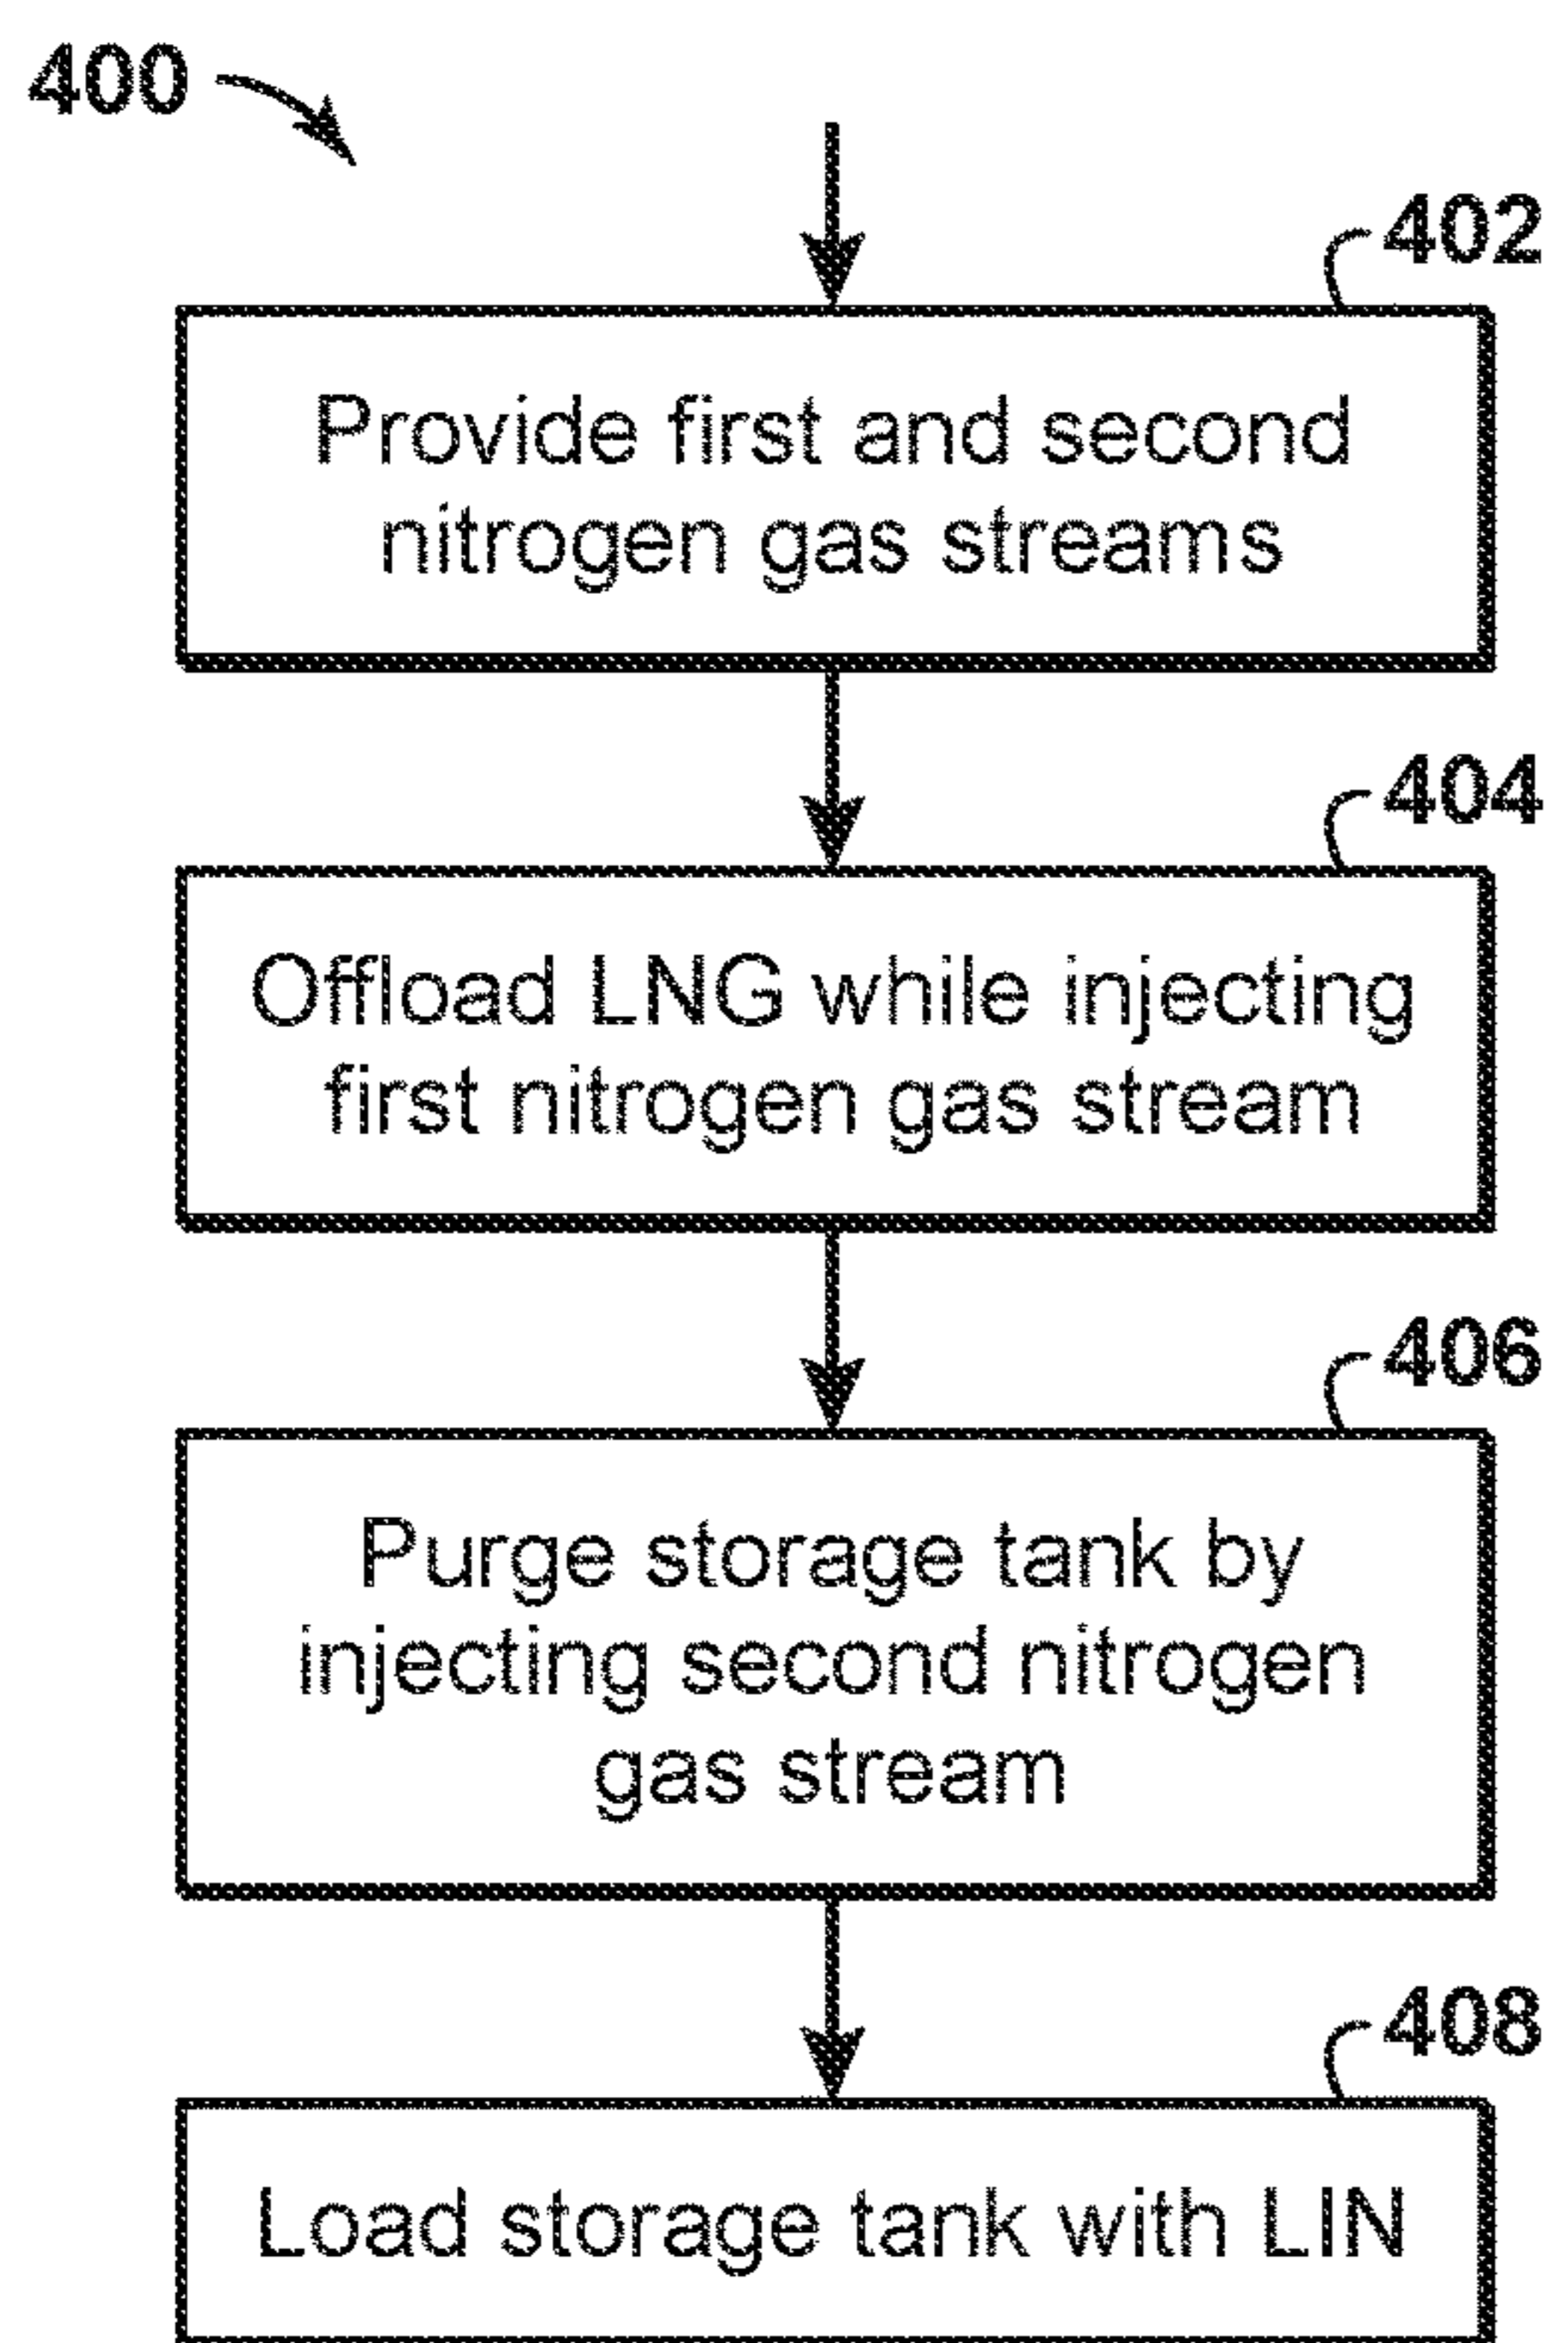 400
402
Provide first and second
nitrogen gas streams
404
Offload LNG while injecting
first nitrogen gas stream
406
Purge storage tank by
injecting second nitrogen
gas stream
408
Load storage tank with LIN